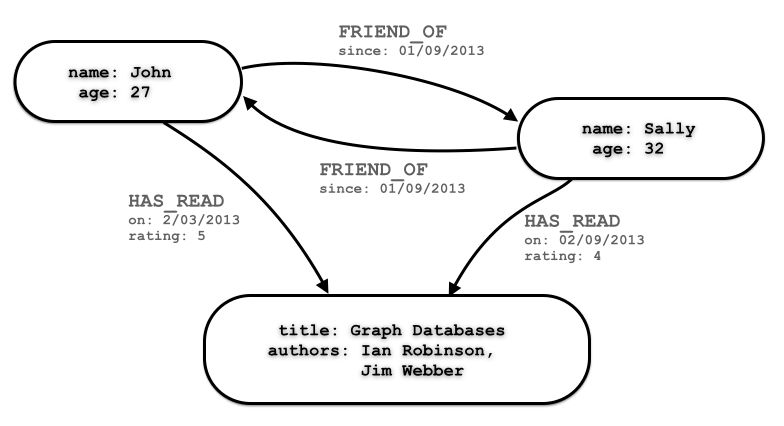 FRIEND_OF
since: 01/09/2013
name: John
age: 27
name: Sally
age: 32
FRIEND_OF
since: 01/09/2013
HAS_READ
on: 2/03/2013
rating: 5
HAS_READ
on: 02/09/2013
rating: 4
title: Graph Databases
authors: Ian Robinson,
Jim Webber